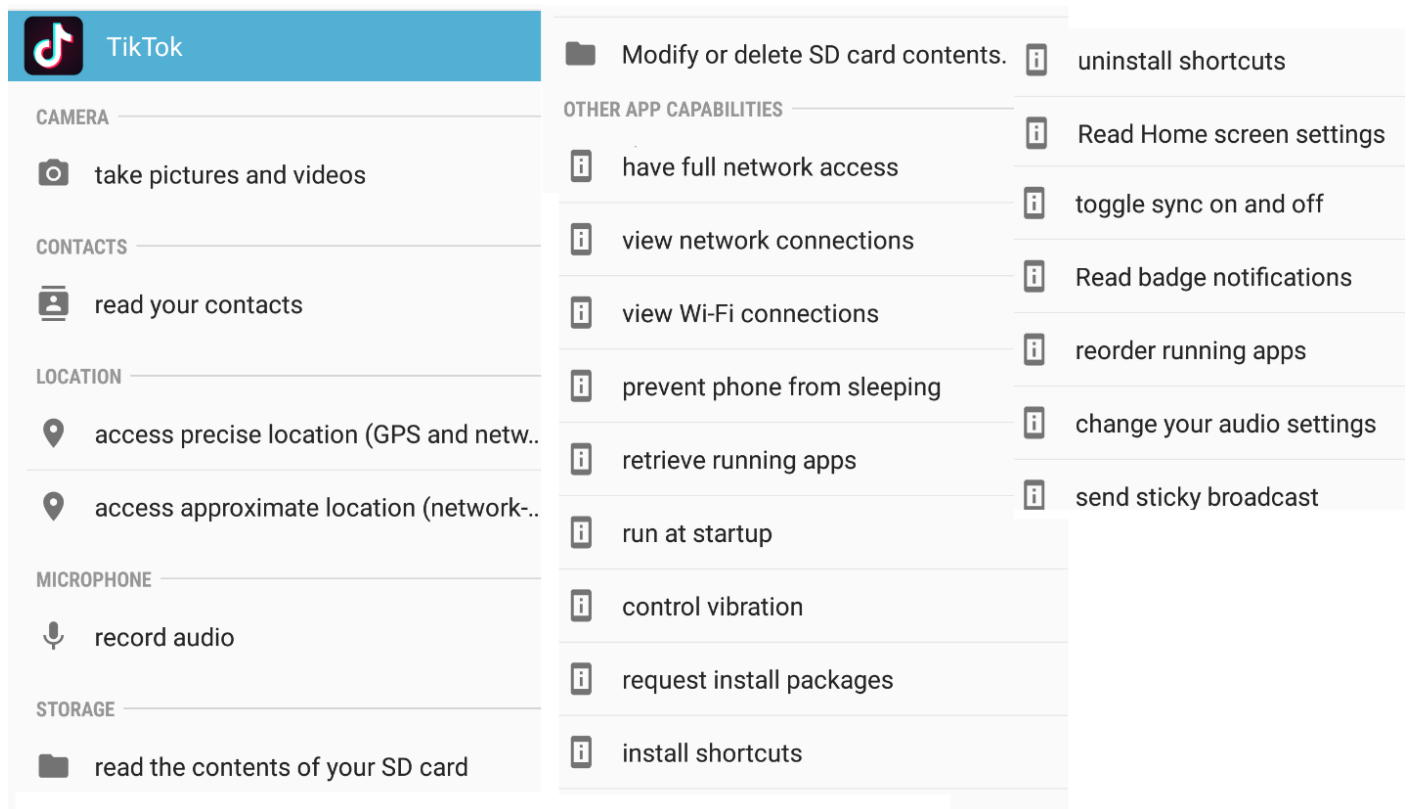 TikTok
CAMERA
take pictures and videos
CONTACTS
read your contacts
LOCATION
access precise location (GPS and netw..
access approximate location (network-..
MICROPHONE
record audio
STORAGE
read the contents of your SD card
Modify or delete SD card contents.
OTHER APP CAPABILITIES
have full network access
view network connections
view Wi-Fi connections
prevent phone from sleeping
retrieve running apps
run at startup
control vibration
request install packages
install shortcuts
uninstall shortcuts
Read Home screen settings
toggle sync on and off
Read badge notifications
reorder running apps
change your audio settings
send sticky broadcast